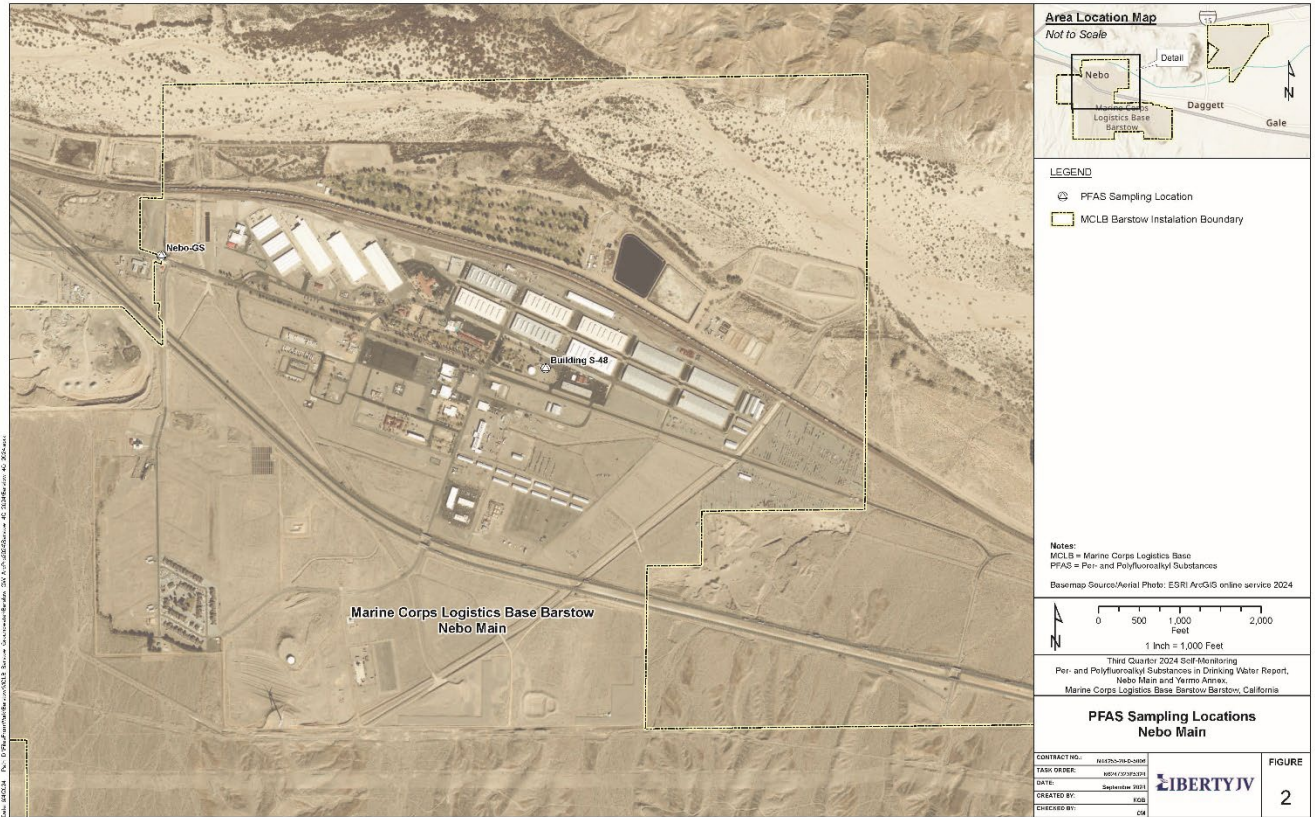 Nebo-GS
Building S-48
Marine Corps Logistics Base Barstow
Nebo Main
Area Location Map
Not to Scale
15
Detail
Nebo
Marine Corps
Logistics Base
Barstow
Daggett
Gale
N
LEGEND
PFAS Sampling Location
MCLB Barstow Instalation Boundary
Notes:
MCLB = Marine Corps Logistics Base
PFAS = Per- and Polyfluoroalkyl Substances
Basemap Source/Aerial Photo: ESRI ArcGIS online service 2024
N
0 500 1,000 2,000
Feet
1 Inch = 1,000 Feet
Third Quarter 2024 Self-Monitoring
Per- and Polyfluoroalkyl Substances in Drinking Water Report,
Nebo Main and Yermo Annex,
Marine Corps Logistics Base Barstow Barstow, California
PFAS Sampling Locations
Nebo Main
CONTRACT NO.:
TASK ORDER:
DATE: September 2024
CREATED BY:
CHECKED BY: CM
LIBERTY JV
FIGURE
2